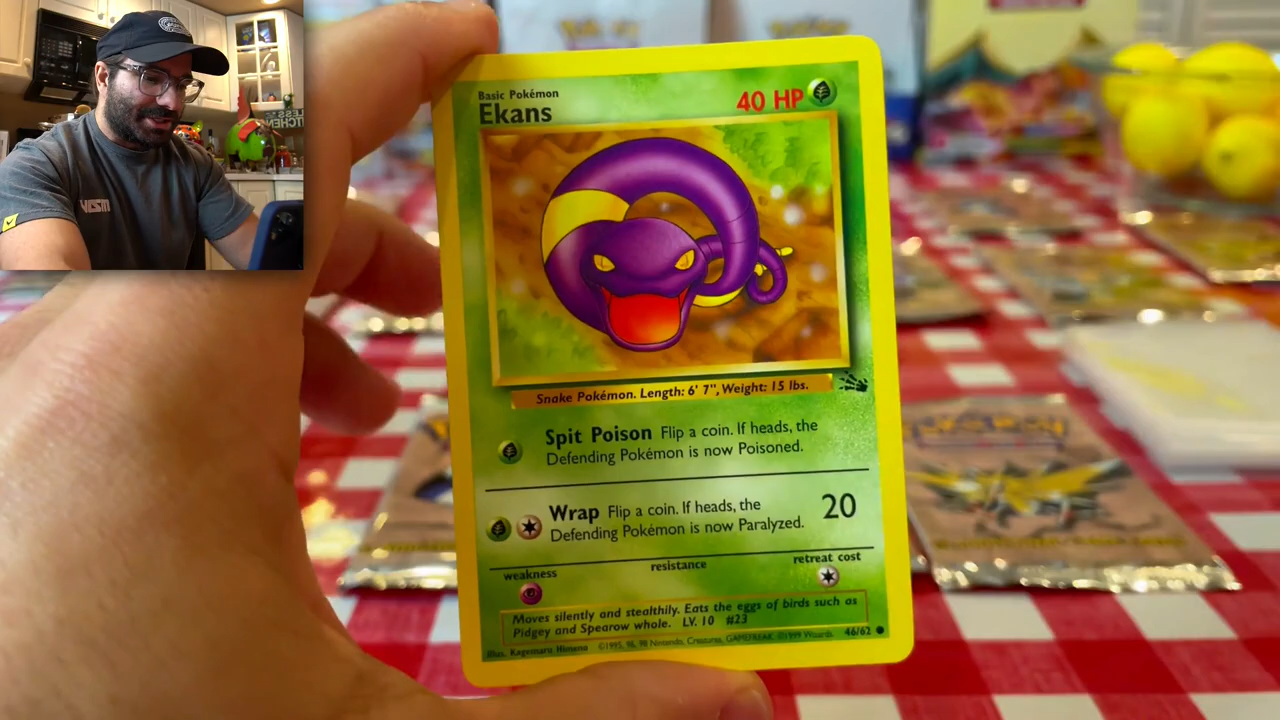 Basic Pokémon
Ekans
40 HP
Snake Pokémon. Length: 6' 7", Weight: 15 lbs.
Spit Poison Flip a coin. If heads, the
Defending Pokémon is now Poisoned.
Wrap Flip a coin. If heads, the
Defending Pokémon is now Paralyzed.
20
weakness
resistance
retreat cost
Moves silently and stealthily. Eats the eggs of birds such as
Pidgey and Spearow whole. LV. 10 #23
Illus. Kagemaru Himeno ©1995, 96, 98 Nintendo, Creatures, GAMEFREAK. ©1999 Wizards. 46/62